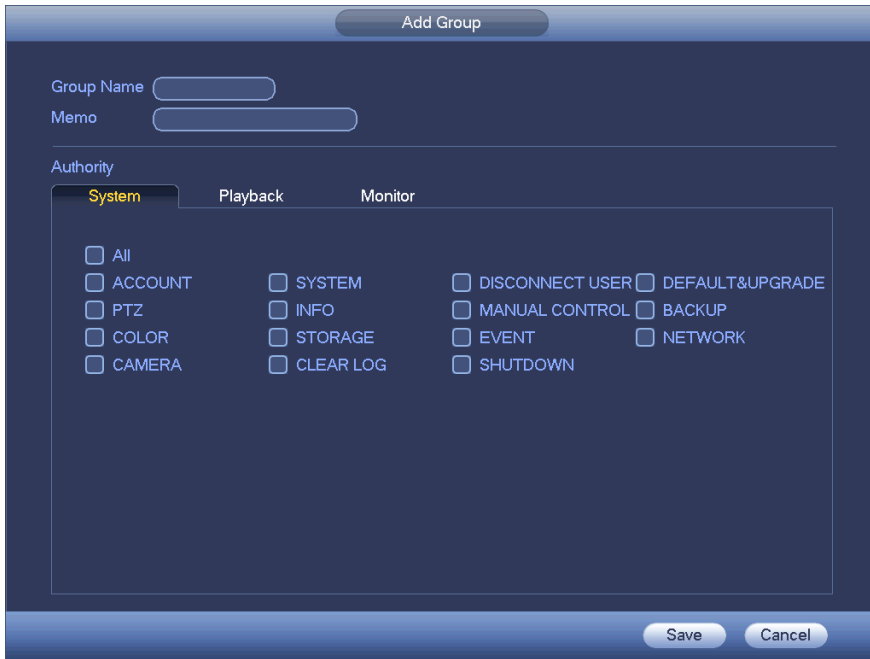 Add Group
Group Name
Memo
Authority
System Playback Monitor
All
ACCOUNT SYSTEM DISCONNECT USER DEFAULT&UPGRADE
PTZ INFO MANUAL CONTROL BACKUP
COLOR STORAGE EVENT NETWORK
CAMERA CLEAR LOG SHUTDOWN
Save Cancel